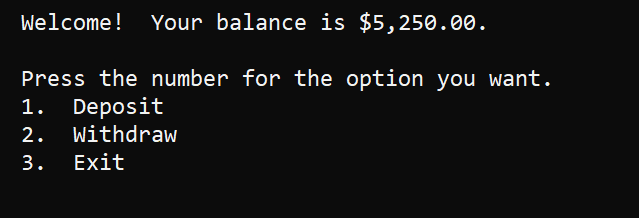 Welcome!  Your balance is $5,250.00.
Press the number for the option you want.
1.  Deposit
2.  Withdraw
3.  Exit